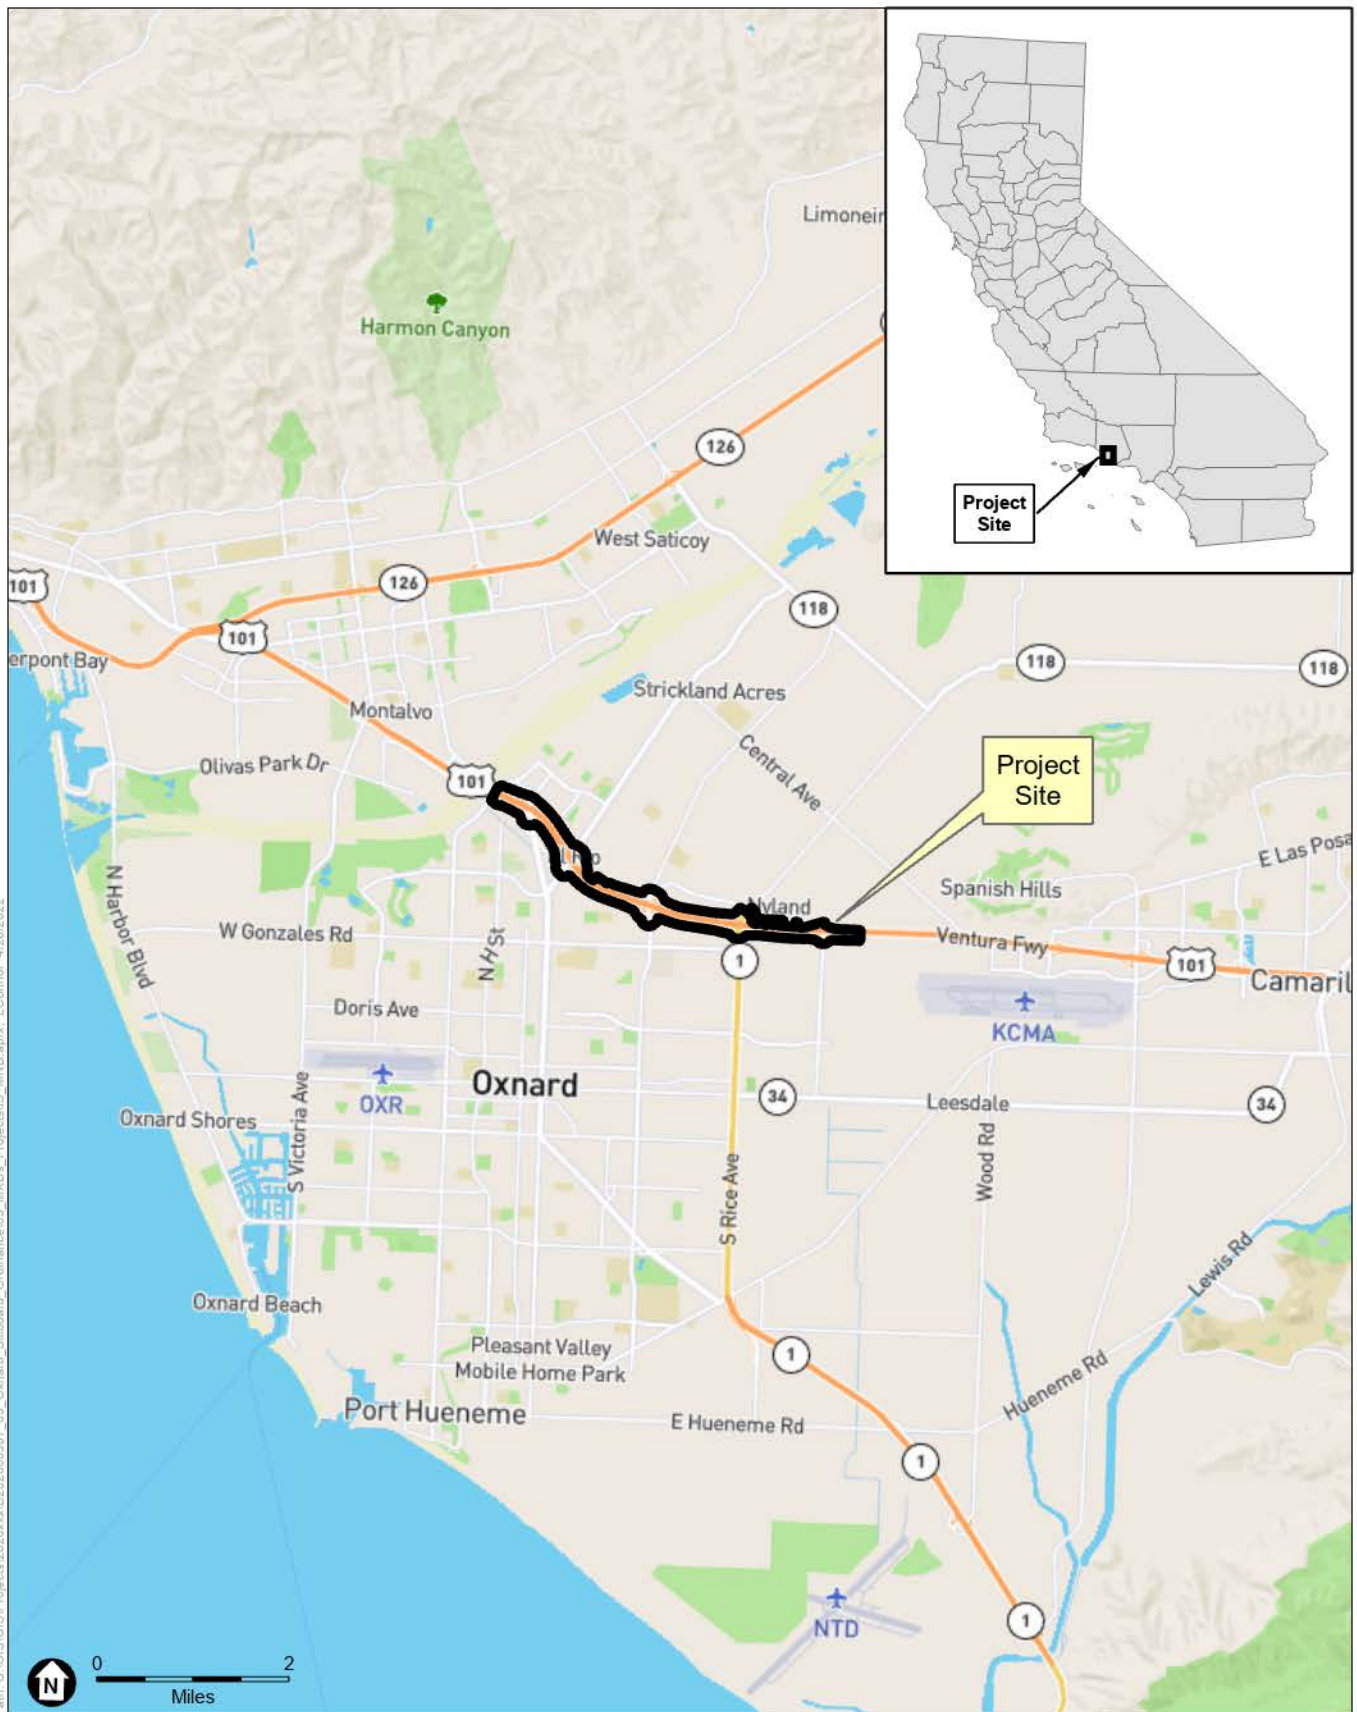 Limoneir
Harmon Canyon
126
West Saticoy
Project
Site
101
126
101
118
118
118
erpont Bay
Strickland Acres
Montalvo
Central Ave
Olivas Park Dr
101
Project
Site
E Las Posa
Spanish Hills
Nyland
N Harbor Blvd
W Gonzales Rd
N H St
Ventura Fwy
101
1
Camaril
Doris Ave
KCMA
Oxnard
OXR
34
Leesdale
34
Oxnard Shores
S Victoria Ave
Wood Rd
S Rice Ave
Lewis Rd
Oxnard Beach
Pleasant Valley
Mobile Home Park
1
Hueneme Rd
Port Hueneme
E Hueneme Rd
1
NTD
1
N
0 2
Miles